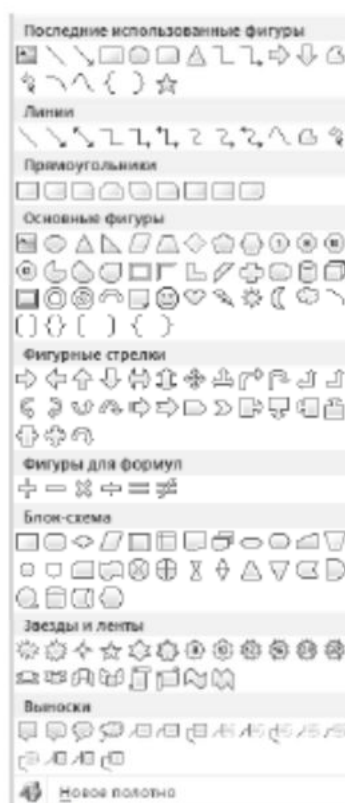 Последние использованные фигуры
Линии
Прямоугольники
Основные фигуры
Фигурные стрелки
Фигуры для формул
Блок-схема
Звезды и ленты
Выноски
Новое полотно